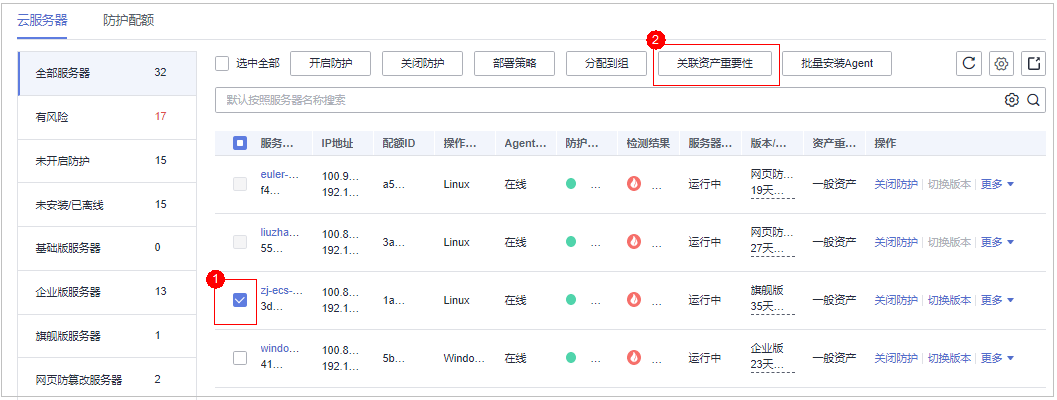 云服务器 防护配额
全部服务器 32
有风险 17
未开启防护 15
未安装/已离线 15
基础版服务器 0
企业版服务器 13
旗舰版服务器 1
网页防篡改服务器 2
2
选中全部 开启防护 关闭防护 部署策略 分配到组 关联资产重要性 批量安装Agent
默认按照服务器名称搜索
服务... IP地址 配额ID 操作... Agent... 防护... 检测结果 服务器... 版本/... 资产重... 操作
euler-... 100.9... a5... Linux 在线 ... ... 运行中 网页防... 一般资产 关闭防护 切换版本 更多
f4... 192.1... 19天...
liuzha... 100.8... 3a... Linux 在线 ... ... 运行中 网页防... 一般资产 关闭防护 切换版本 更多
55... 192.1... 27天...
1
zj-ecs-... 100.8... 1a... Linux 在线 ... ... 运行中 旗舰版 一般资产 关闭防护 切换版本 更多
3d... 192.1... 35天...
windo... 100.8... 5b... Windo... 在线 ... ... 运行中 企业版 一般资产 关闭防护 切换版本 更多
41... 192.1... 23天...